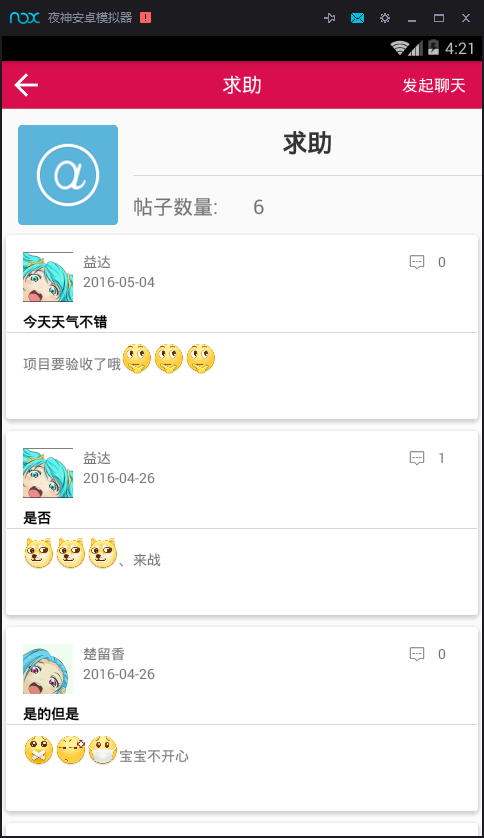 nox 夜神安卓模拟器
4:21
求助 发起聊天
求助
帖子数量: 6
益达 0
2016-05-04
今天天气不错
项目要验收了哦
益达 1
2016-04-26
是否
、来战
楚留香 0
2016-04-26
是的但是
宝宝不开心